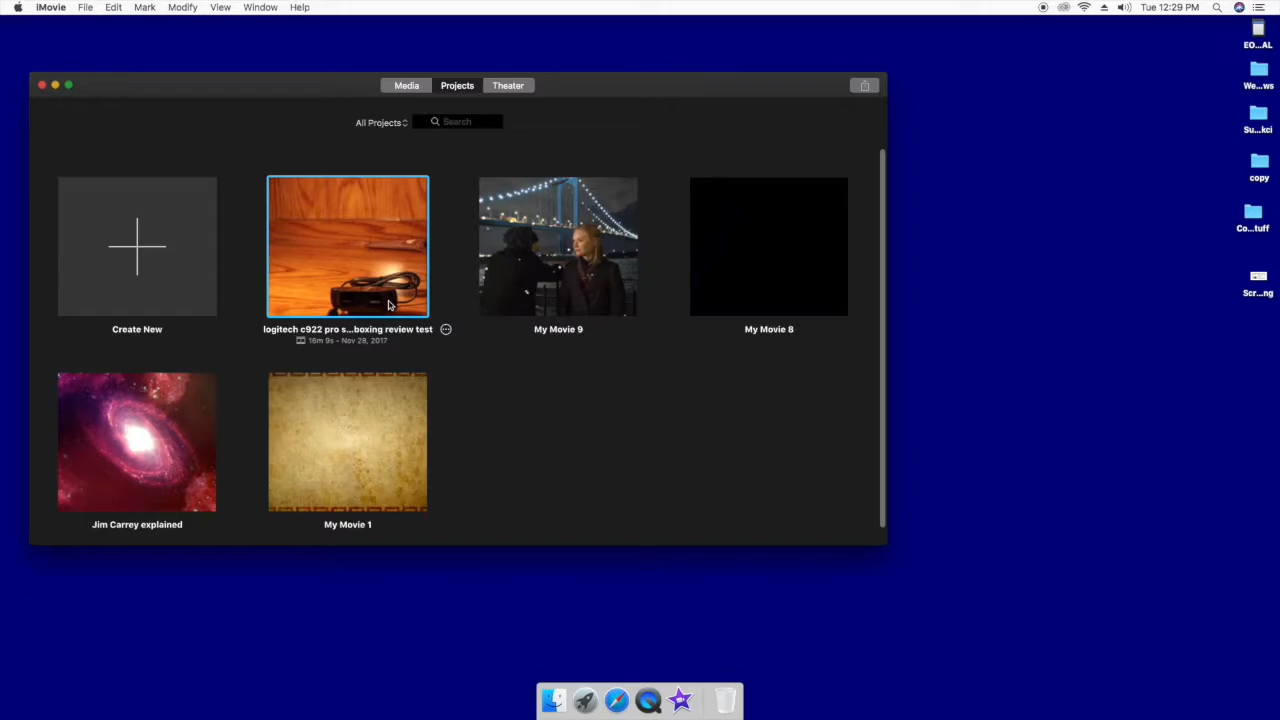 iMovie File Edit Mark Modify View Window Help
Tue 12:29 PM
EO...AL
We...ws
Su...kci
copy
Co...tuff
Scr...ng
Media Projects Theater
All Projects Search
Create New
logitech c922 pro s...boxing review test
16m 9s - Nov 28, 2017
My Movie 9
My Movie 8
Jim Carrey explained
My Movie 1